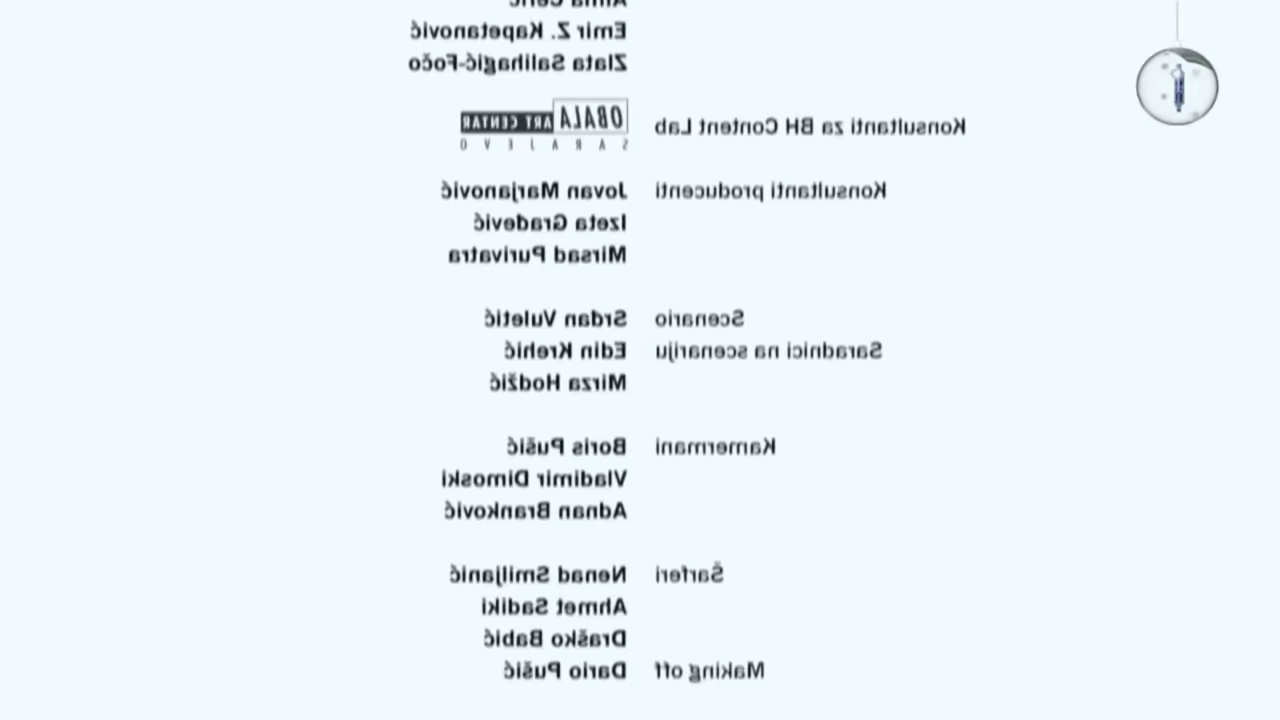 Emir Z. Kapetanović
Zlata Salihagić-Fočo
Konsultanti za BH Content Lab OBALA ART CENTAR
SARAJEVO
Konsultanti producenti Jovan Marjanović
Izeta Građević
Mirsad Purivatra
Scenario Srđan Vuletić
Saradnici na scenariju Edin Krehić
Mirza Hodžić
Kamermani Boris Pušić
Vladimir Dimoski
Adnan Branković
Šarferi Nenad Smiljanić
Ahmet Sadiki
Draško Babić
Making off Dario Pušić